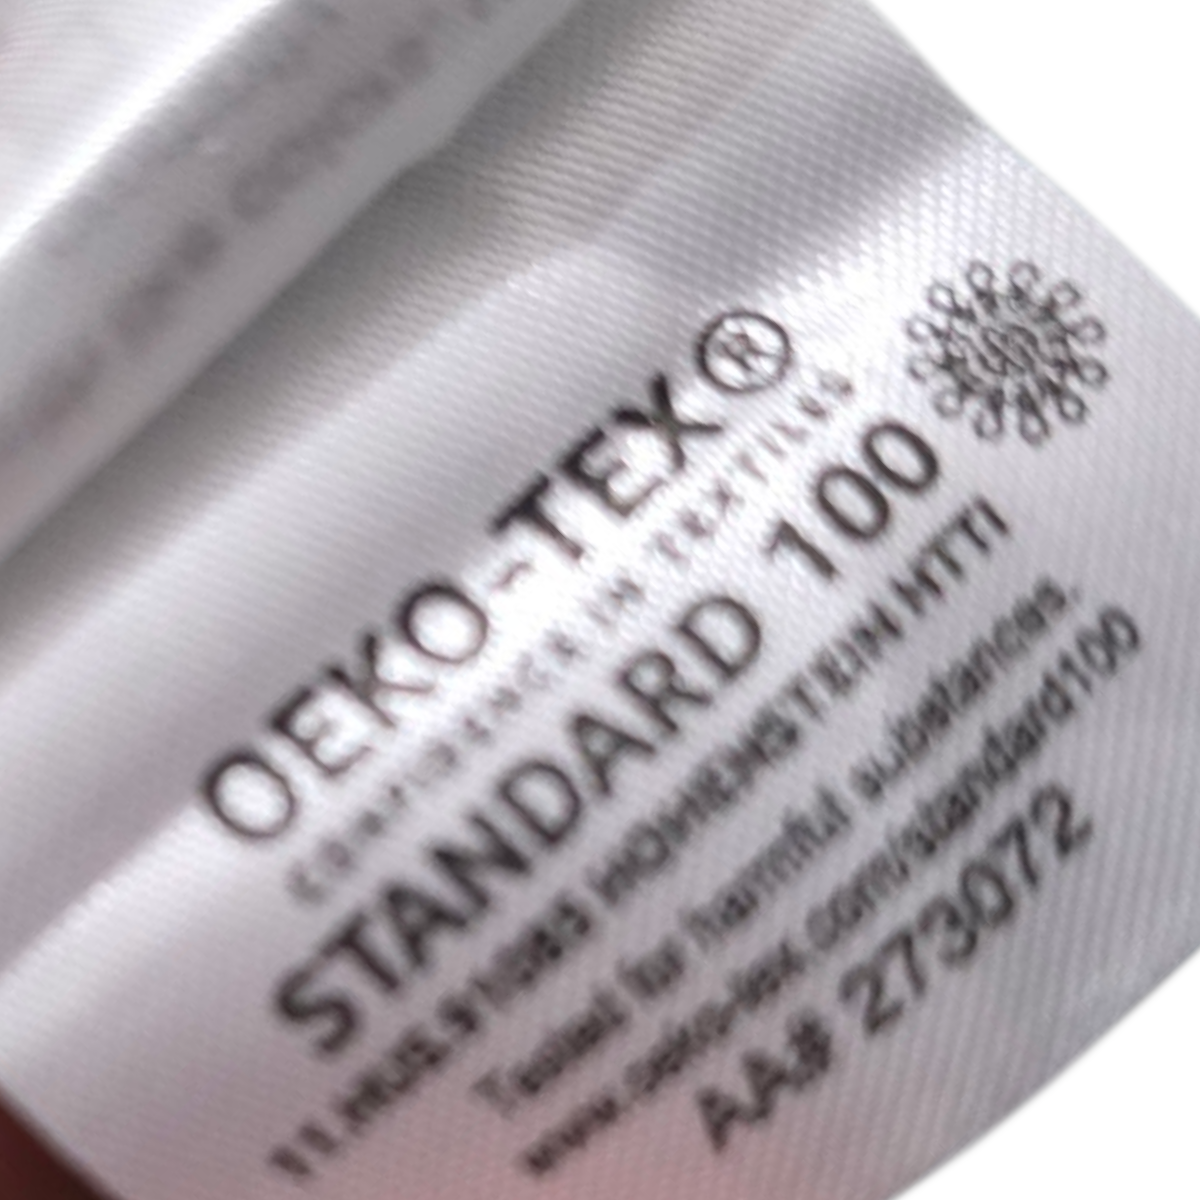 OEKO-TEX®
CONFIDENCE IN TEXTILES
STANDARD 100
HOHENSTEIN HTTI
Tested for harmful substances.
www.oeko-tex.com/standard100
AA# 273072